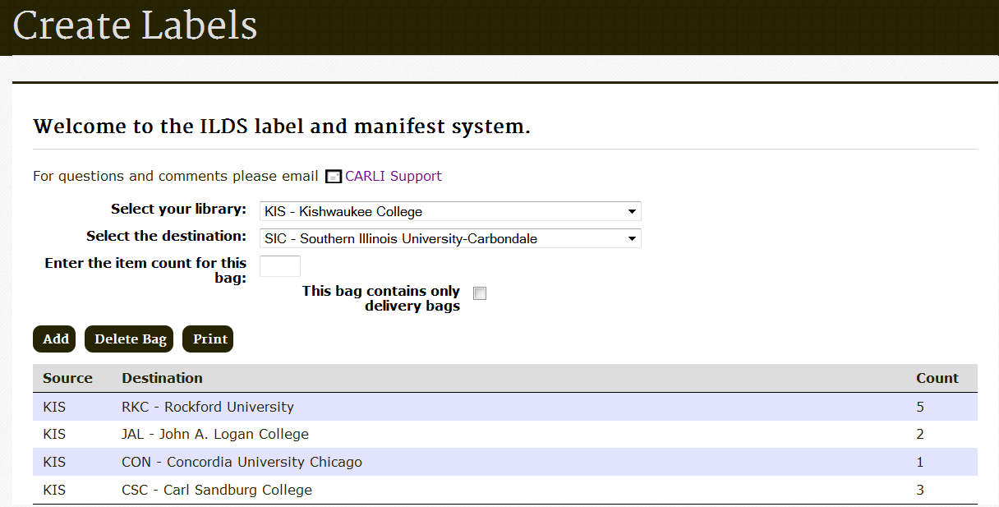 Create Labels
Welcome to the ILDS label and manifest system.
For questions and comments please email CARLI Support
Select your library: KIS - Kishwaukee College
Select the destination: SIC - Southern Illinois University-Carbondale
Enter the item count for this
bag:
This bag contains only
delivery bags
Add Delete Bag Print
Source Destination Count
KIS RKC - Rockford University 5
KIS JAL - John A. Logan College 2
KIS CON - Concordia University Chicago 1
KIS CSC - Carl Sandburg College 3